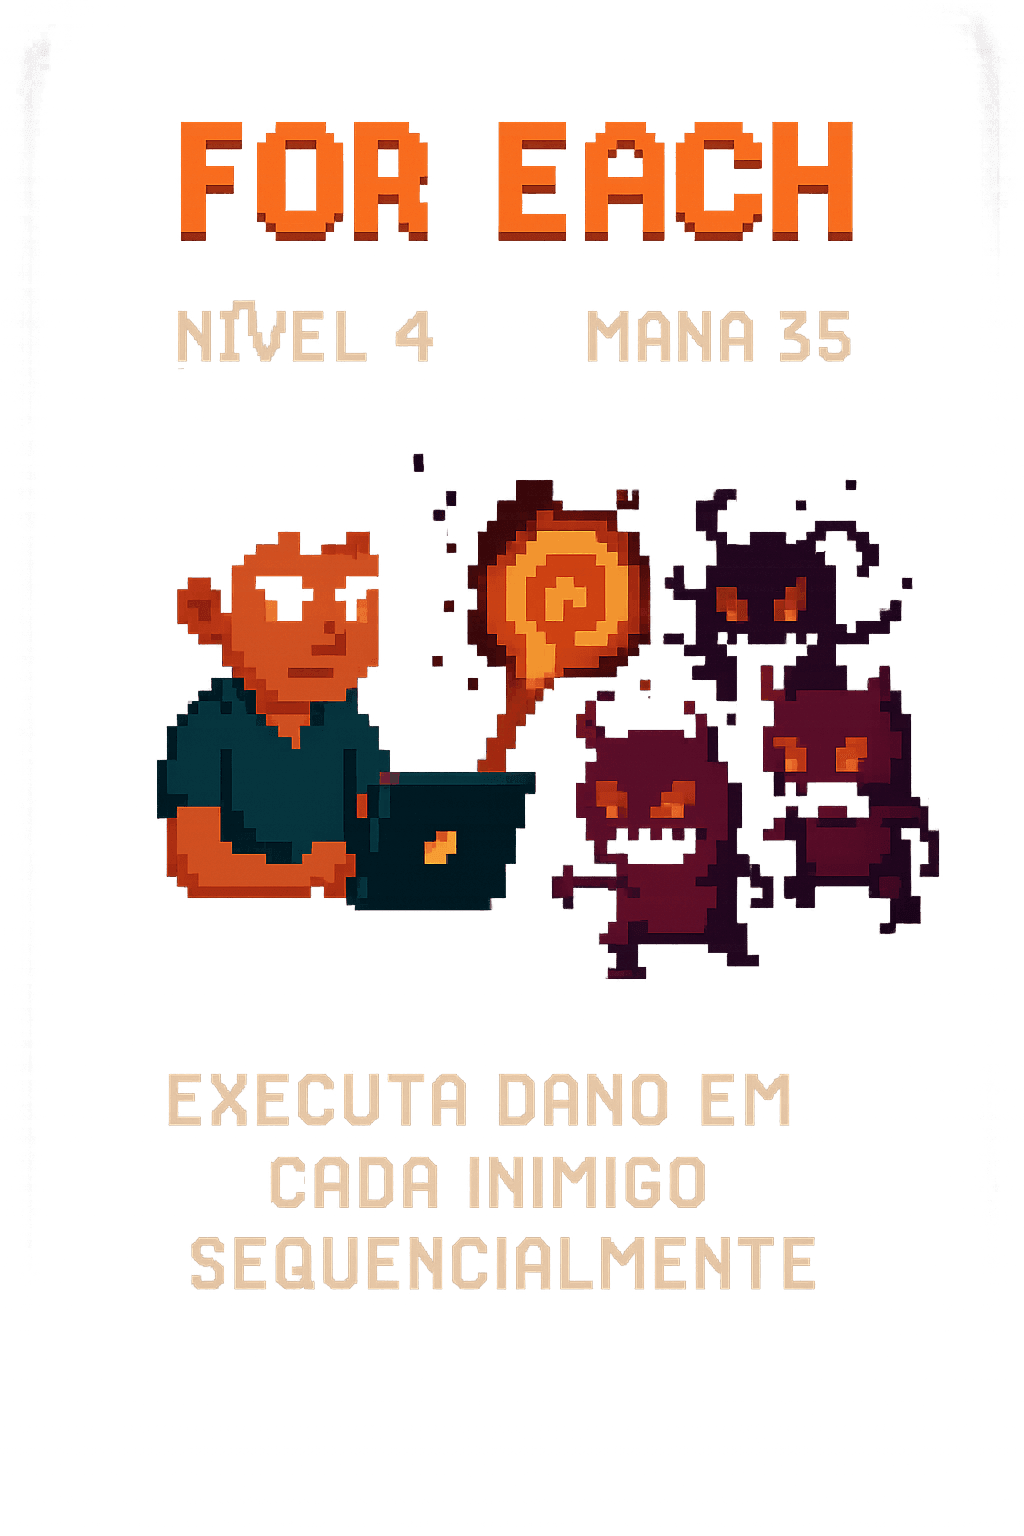 FOR EACH
NÍVEL 4 MANA 35
EXECUTA DANO EM
CADA INIMIGO
SEQUENCIALMENTE